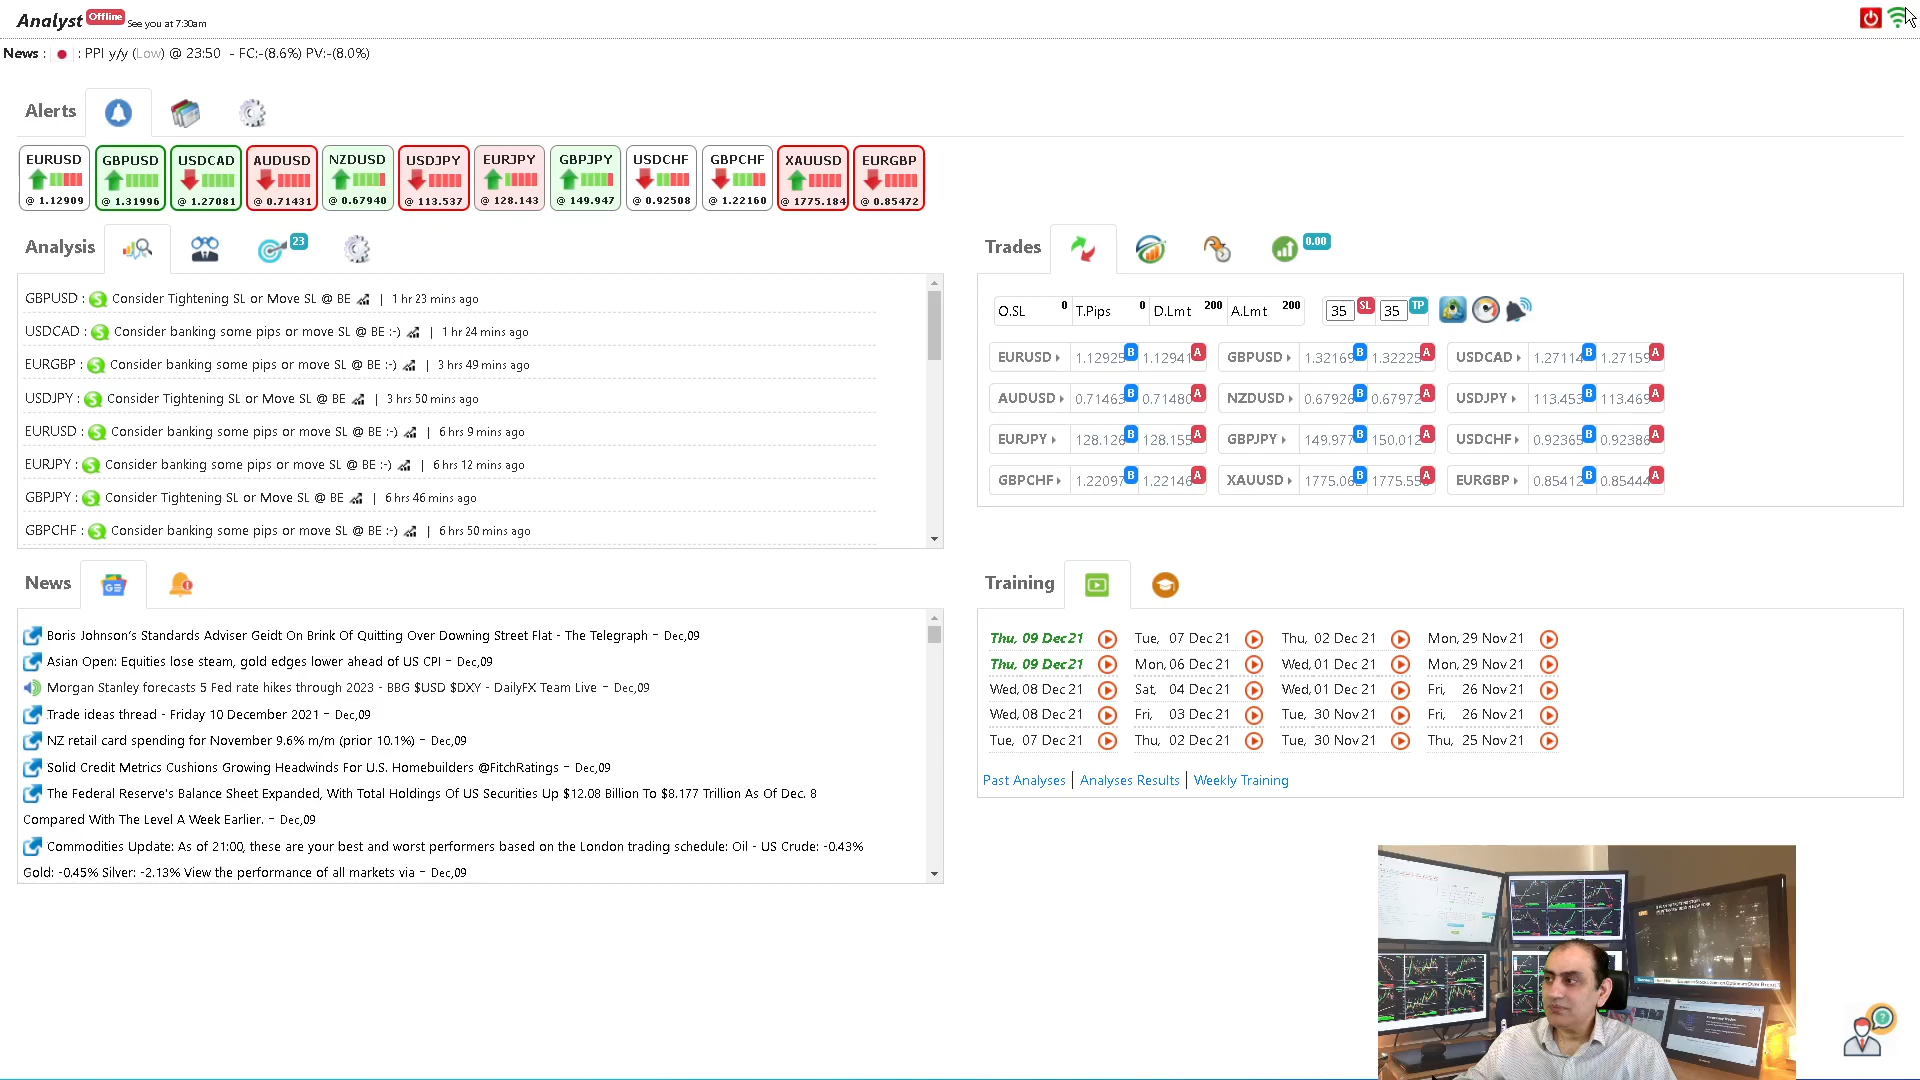 Analyst Offline See you at 7:30am
News : : PPI y/y (Low) @ 23:50 - FC:-(8.6%) PV:-(8.0%)
Alerts
EURUSD GBPUSD USDCAD AUDUSD NZDUSD USDJPY EURJPY GBPJPY USDCHF GBPCHF XAUUSD EURGBP
@ 1.12909 @ 1.31996 @ 1.27081 @ 0.71431 @ 0.67940 @ 113.537 @ 128.143 @ 149.947 @ 0.92508 @ 1.22160 @ 1775.184 @ 0.85472
Analysis 23
GBPUSD : Consider Tightening SL or Move SL @ BE | 1 hr 23 mins ago
USDCAD : Consider banking some pips or move SL @ BE :-) | 1 hr 24 mins ago
EURGBP : Consider banking some pips or move SL @ BE :-) | 3 hrs 49 mins ago
USDJPY : Consider Tightening SL or Move SL @ BE | 3 hrs 50 mins ago
EURUSD : Consider banking some pips or move SL @ BE :-) | 6 hrs 9 mins ago
EURJPY : Consider banking some pips or move SL @ BE :-) | 6 hrs 12 mins ago
GBPJPY : Consider Tightening SL or Move SL @ BE | 6 hrs 46 mins ago
GBPCHF : Consider banking some pips or move SL @ BE :-) | 6 hrs 50 mins ago
Trades 0.00
O.SL 0 T.Pips 0 D.Lmt 200 A.Lmt 200 35 SL 35 TP
EURUSD 1.12925 B 1.12941 A GBPUSD 1.32169 B 1.32225 A USDCAD 1.27114 B 1.27159 A
AUDUSD 0.71463 B 0.71480 A NZDUSD 0.67926 B 0.67972 A USDJPY 113.453 B 113.469 A
EURJPY 128.126 B 128.155 A GBPJPY 149.977 B 150.012 A USDCHF 0.92365 B 0.92386 A
GBPCHF 1.22097 B 1.22146 A XAUUSD 1775.062 B 1775.55 A EURGBP 0.85412 B 0.85444 A
News
Boris Johnson's Standards Adviser Geidt On Brink Of Quitting Over Downing Street Flat - The Telegraph - Dec,09
Asian Open: Equities lose steam, gold edges lower ahead of US CPI - Dec,09
Morgan Stanley forecasts 5 Fed rate hikes through 2023 - BBG $USD $DXY - DailyFX Team Live - Dec,09
Trade ideas thread - Friday 10 December 2021 - Dec,09
NZ retail card spending for November 9.6% m/m (prior 10.1%) - Dec,09
Solid Credit Metrics Cushions Growing Headwinds For U.S. Homebuilders @FitchRatings - Dec,09
The Federal Reserve's Balance Sheet Expanded, With Total Holdings Of US Securities Up $12.08 Billion To $8.177 Trillion As Of Dec. 8
Compared With The Level A Week Earlier. - Dec,09
Commodities Update: As of 21:00, these are your best and worst performers based on the London trading schedule: Oil - US Crude: -0.43%
Gold: -0.45% Silver: -2.13% View the performance of all markets via - Dec,09
Training
Thu, 09 Dec 21 Tue, 07 Dec 21 Thu, 02 Dec 21 Mon, 29 Nov 21
Thu, 09 Dec 21 Mon, 06 Dec 21 Wed, 01 Dec 21 Mon, 29 Nov 21
Wed, 08 Dec 21 Sat, 04 Dec 21 Wed, 01 Dec 21 Fri, 26 Nov 21
Wed, 08 Dec 21 Fri, 03 Dec 21 Tue, 30 Nov 21 Fri, 26 Nov 21
Tue, 07 Dec 21 Thu, 02 Dec 21 Tue, 30 Nov 21 Thu, 25 Nov 21
Past Analyses | Analyses Results | Weekly Training